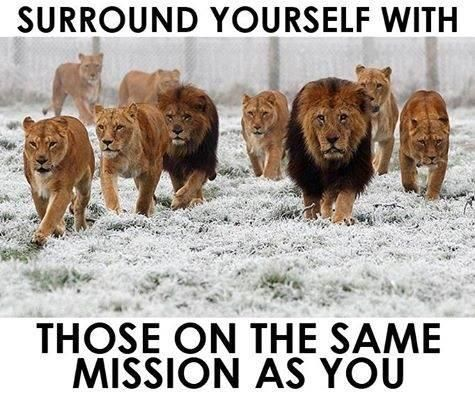 SURROUND YOURSELF WITH
THOSE ON THE SAME
MISSION AS YOU